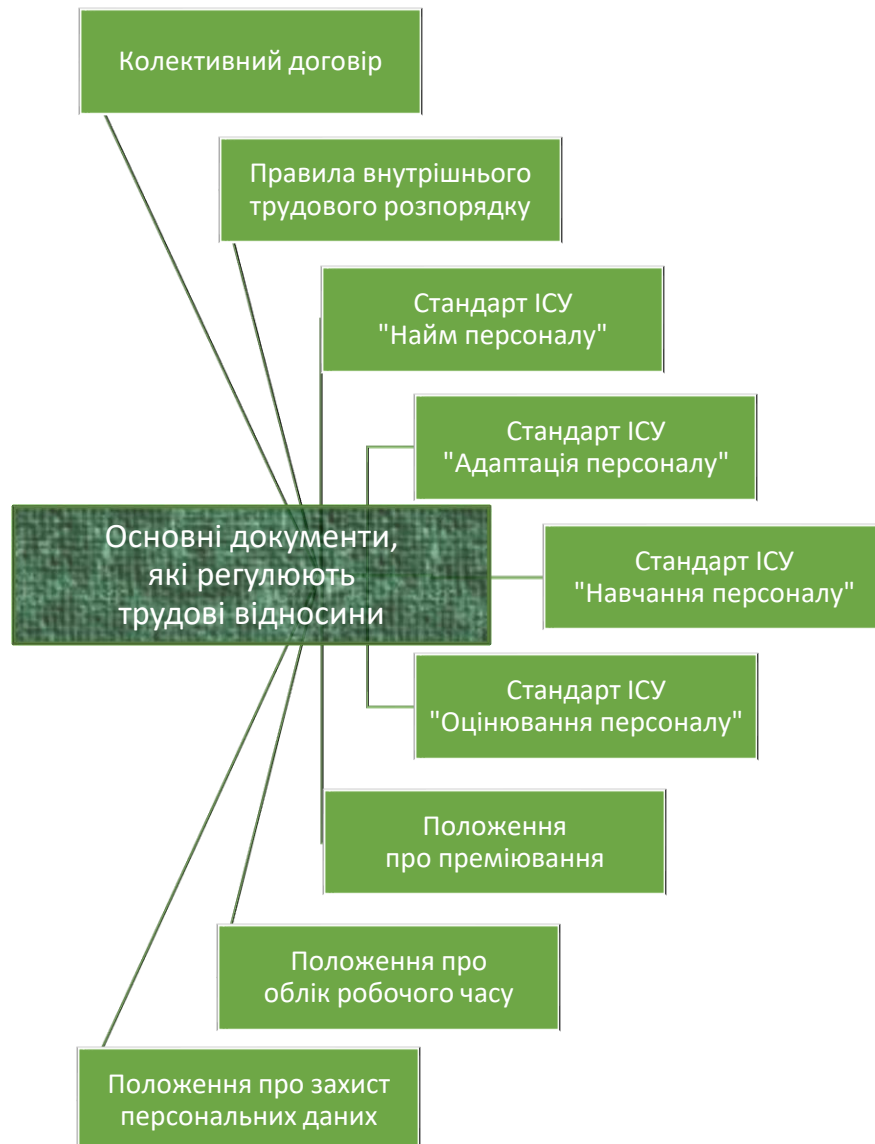 Колективний договір
Правила внутрішнього
трудового розпорядку
Стандарт ІСУ
"Найм персоналу"
Стандарт ІСУ
"Адаптація персоналу"
Основні документи,
які регулюють
трудові відносини
Стандарт ІСУ
"Навчання персоналу"
Стандарт ІСУ
"Оцінювання персоналу"
Положення
про преміювання
Положення про
облік робочого часу
Положення про захист
персональних даних